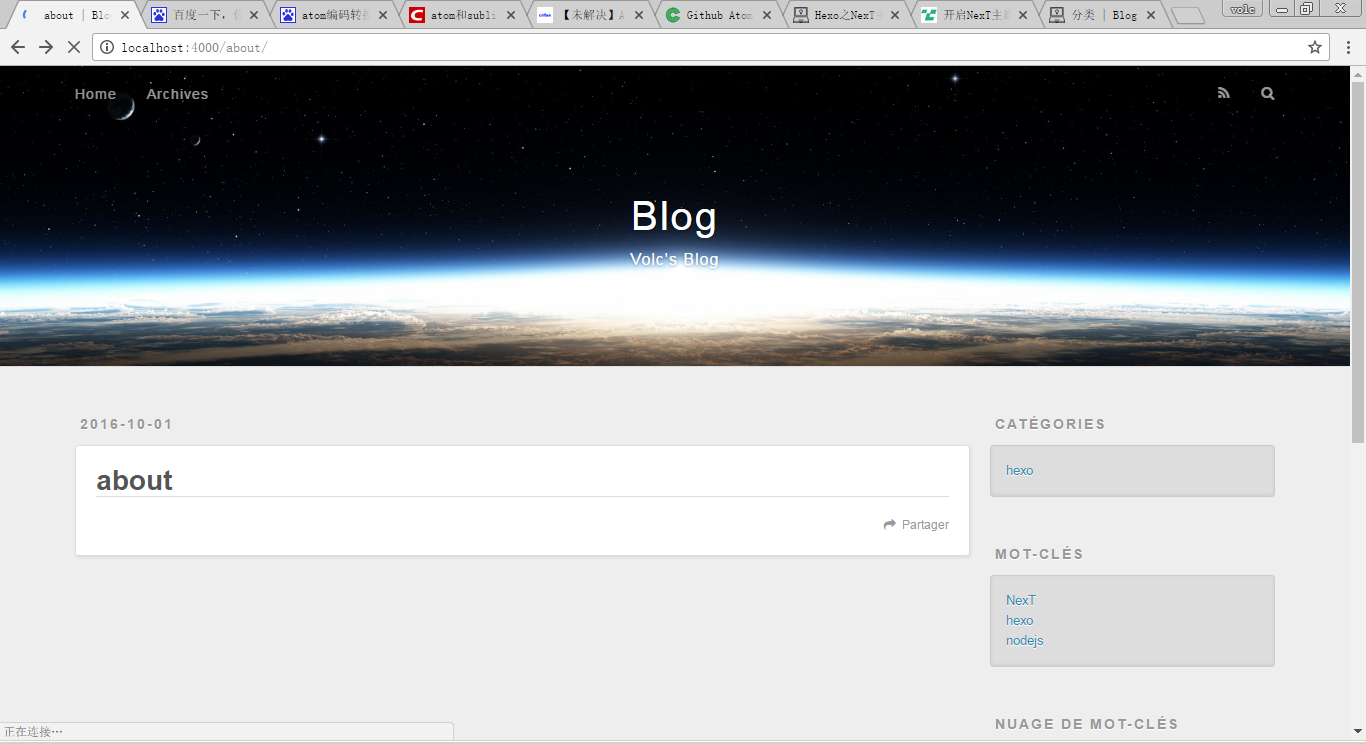 about | Blo
百度一下，
atom编码转
atom和subli
【未解决】A
Github Atom
Hexo之NexT
开启NexT主
分类 | Blog
volc
localhost:4000/about/
Home
Archives
Blog
Volc's Blog
2016-10-01
CATÉGORIES
about
hexo
Partager
MOT-CLÉS
NexT
hexo
nodejs
NUAGE DE MOT-CLÉS
正在连接…